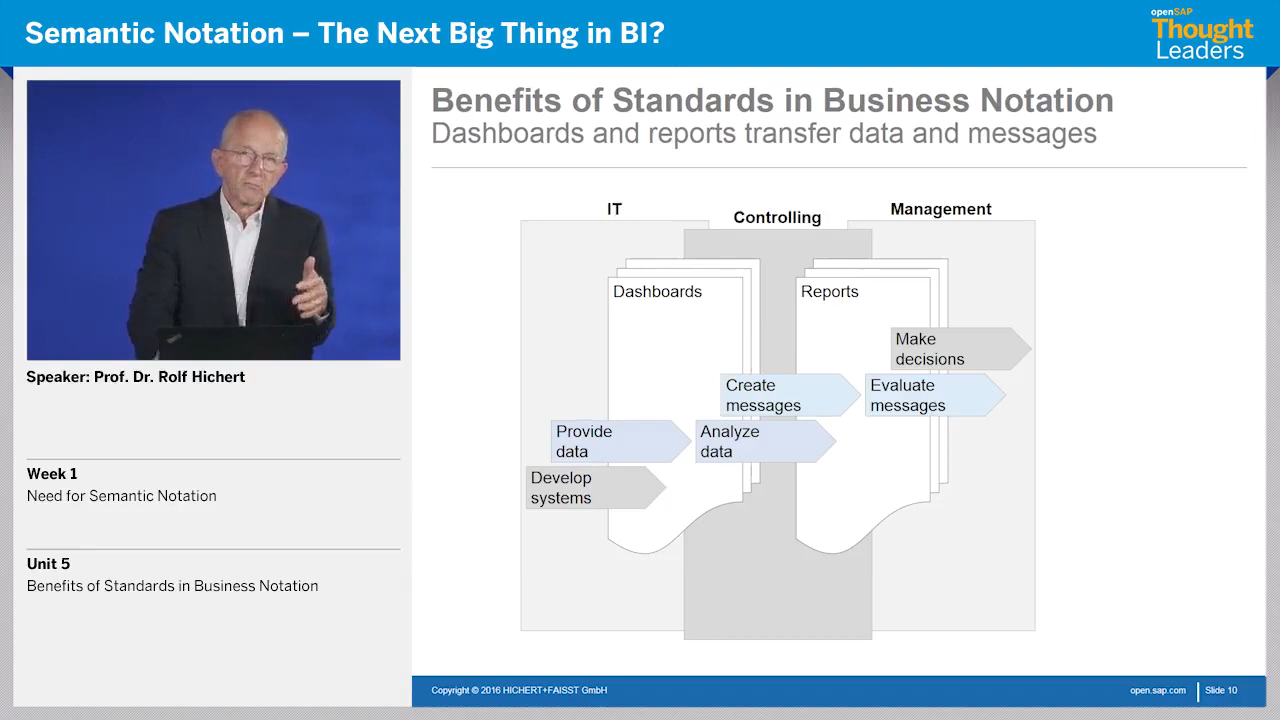 Semantic Notation – The Next Big Thing in BI?
openSAP
Thought
Leaders
Speaker: Prof. Dr. Rolf Hichert
Week 1
Need for Semantic Notation
Unit 5
Benefits of Standards in Business Notation
Benefits of Standards in Business Notation
Dashboards and reports transfer data and messages
IT
Controlling
Management
Dashboards
Reports
Make
decisions
Create
messages
Evaluate
messages
Provide
data
Analyze
data
Develop
systems
Copyright © 2016 HICHERT+FAISST GmbH
open.sap.com
Slide 10